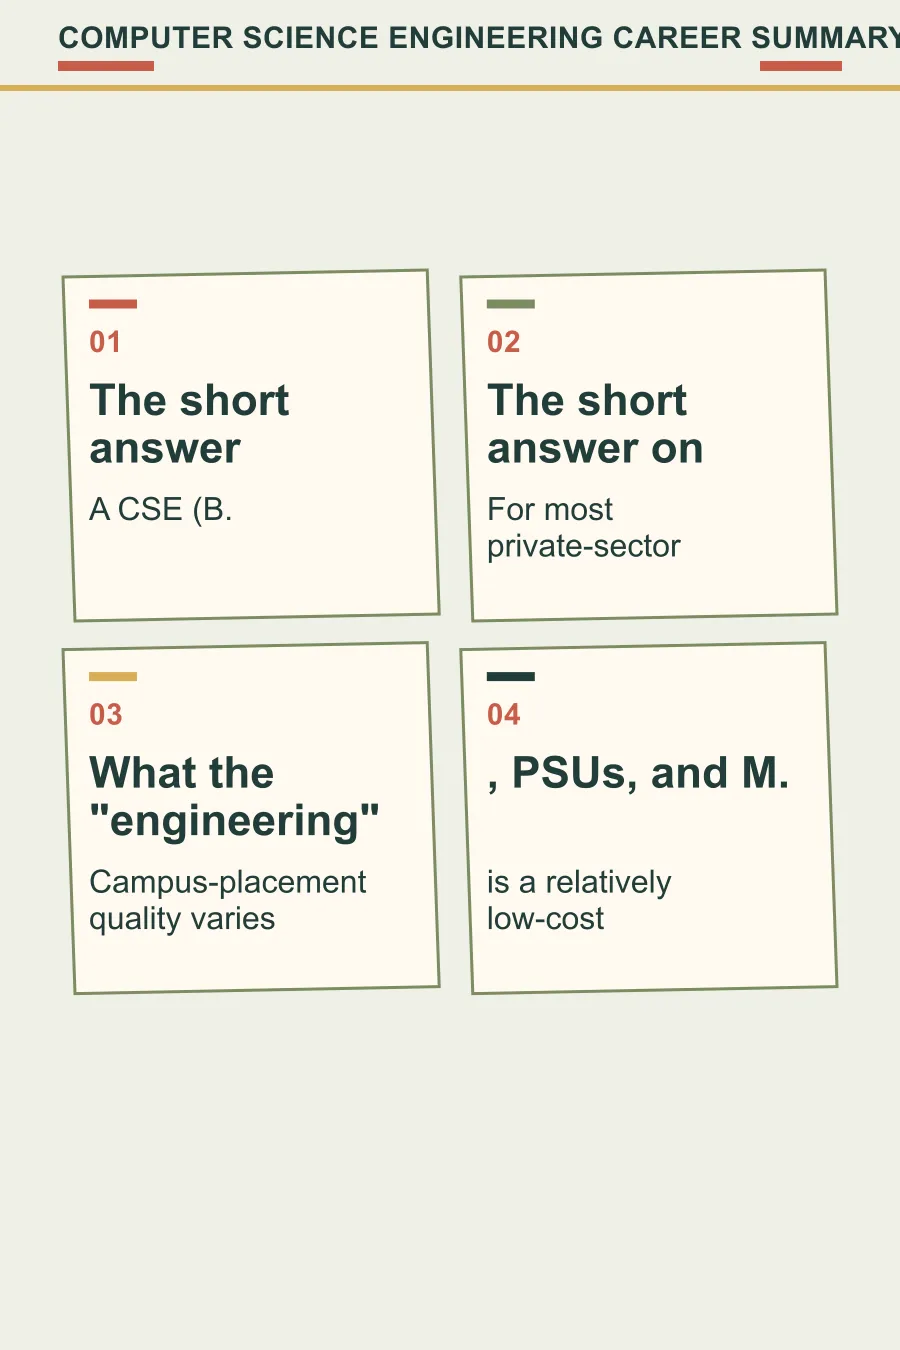 COMPUTER SCIENCE ENGINEERING CAREER SUMMARY
01
The short
answer
A CSE (B.
02
The short
answer on
For most
private-sector
03
What the
"engineering"
Campus-placement
quality varies
04
, PSUs, and M.
is a relatively
low-cost